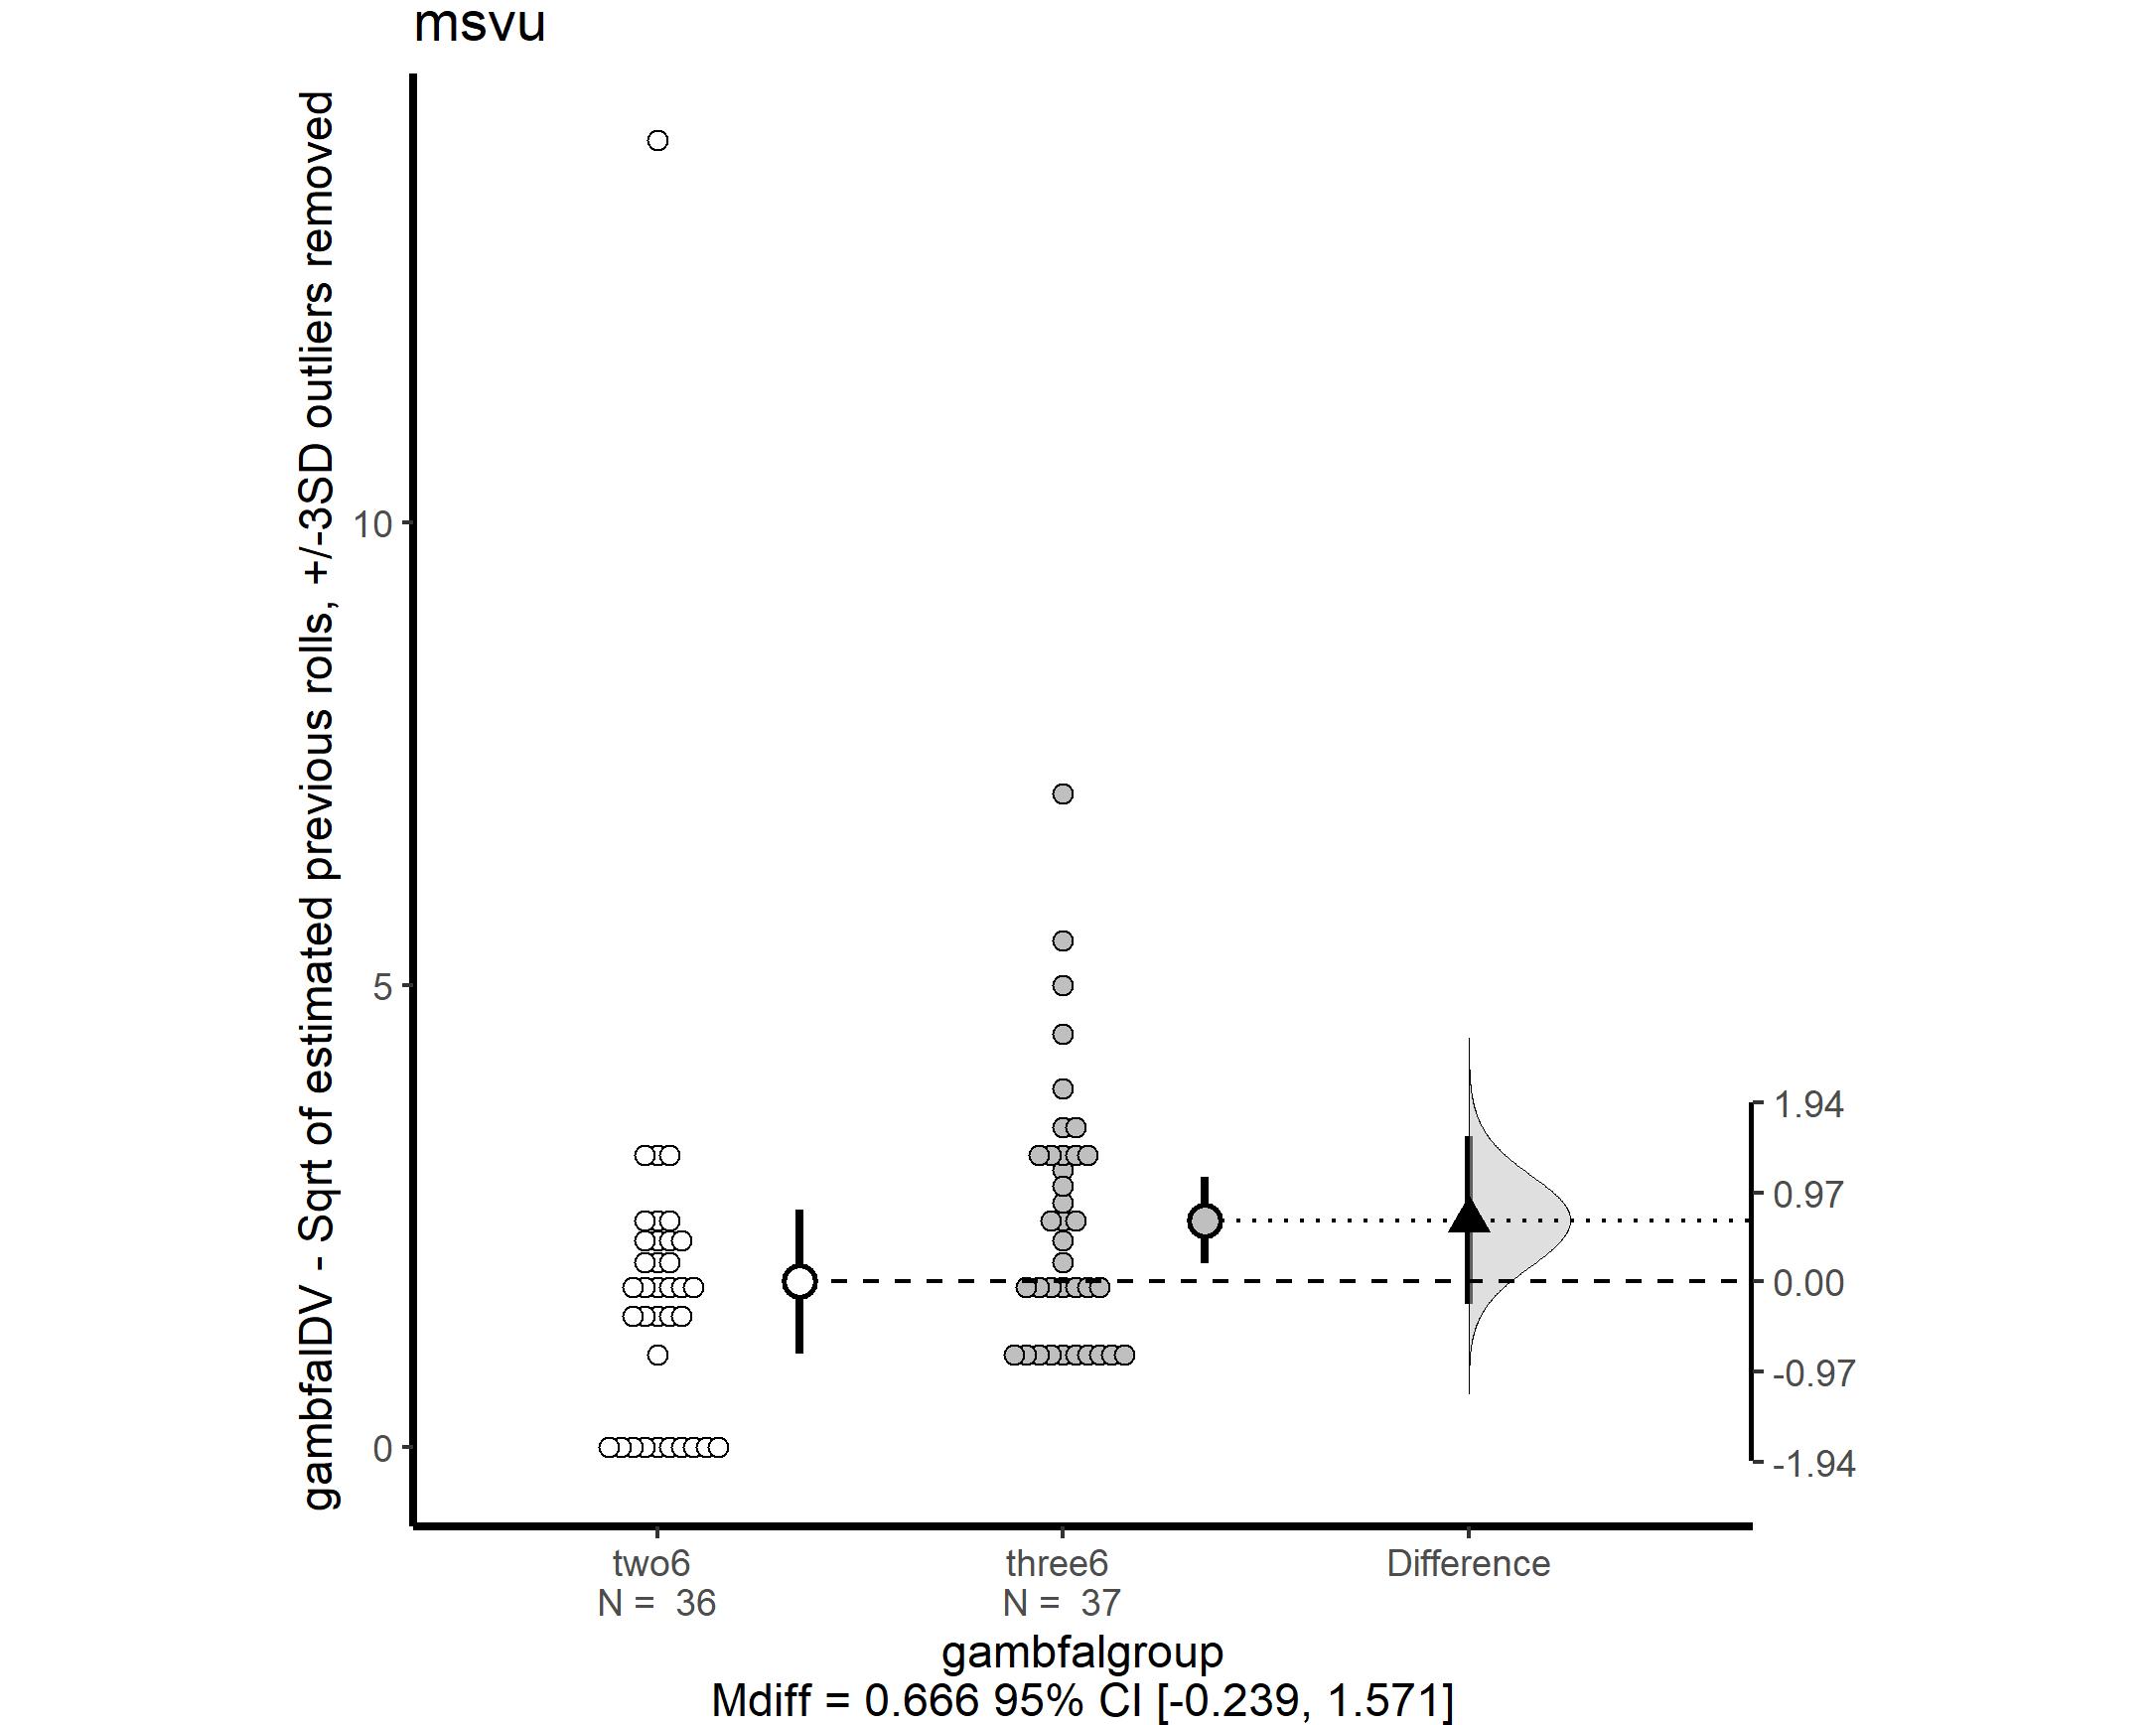 msvu
gambfalDV - Sqrt of estimated previous rolls, +/-3SD outliers removed
10
5
0
1.94
0.97
0.00
-0.97
-1.94
two6
N =  36
three6
N =  37
Difference
gambfalgroup
Mdiff = 0.666 95% CI [-0.239, 1.571]